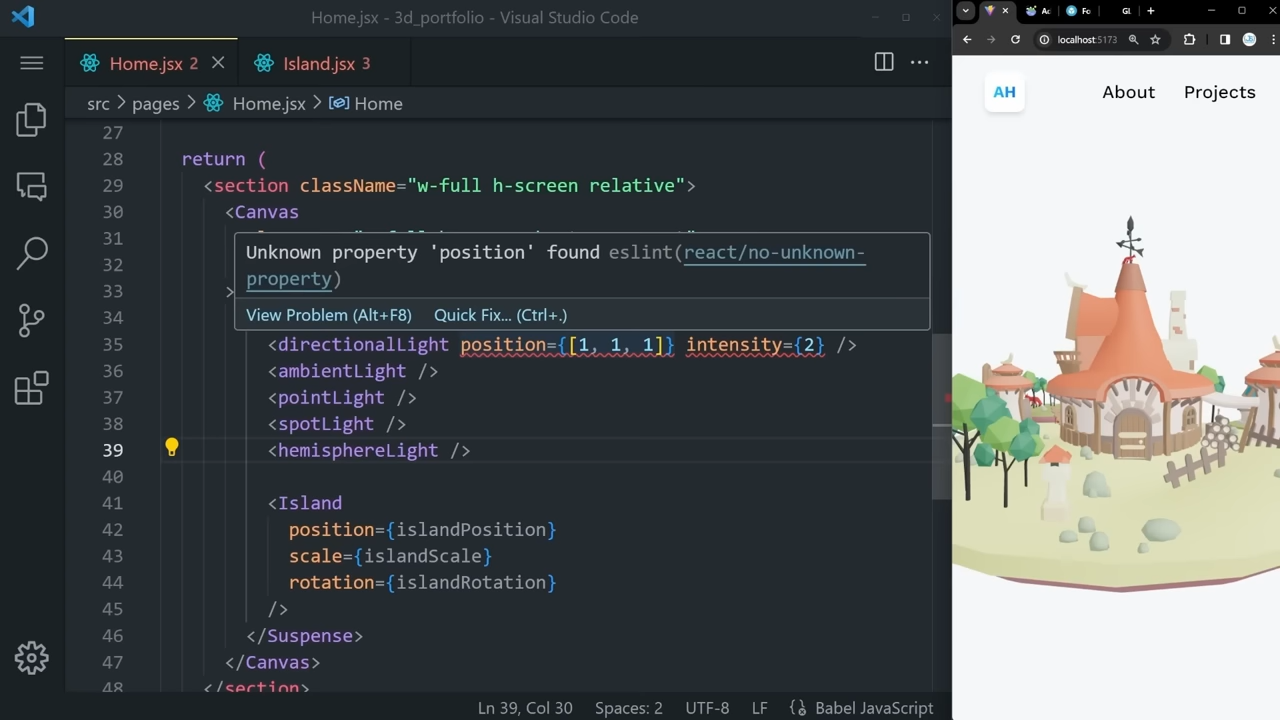 Home.jsx - 3d_portfolio - Visual Studio Code
Home.jsx 2
Island.jsx 3
src > pages > Home.jsx > Home
27
28 return (
29 <section className="w-full h-screen relative">
30 <Canvas
31
32
33 >
34
Unknown property 'position' found eslint(react/no-unknown-
property)
View Problem (Alt+F8) Quick Fix... (Ctrl+.)
35 <directionalLight position={[1, 1, 1]} intensity={2} />
36 <ambientLight />
37 <pointLight />
38 <spotLight />
39 <hemisphereLight />
40
41 <Island
42 position={islandPosition}
43 scale={islandScale}
44 rotation={islandRotation}
45 />
46 </Suspense>
47 </Canvas>
48 </section>
Ln 39, Col 30 Spaces: 2 UTF-8 LF Babel JavaScript
Ac
Fc
Gl
localhost:5173
AH
About
Projects